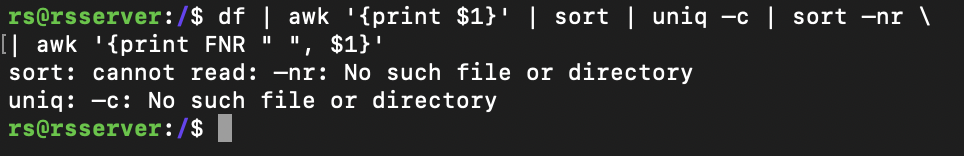 rs@rsserver:/$ df | awk '{print $1}' | sort | uniq —c | sort —nr \
[| awk '{print FNR " ", $1}'
sort: cannot read: —nr: No such file or directory
uniq: —c: No such file or directory
rs@rsserver:/$